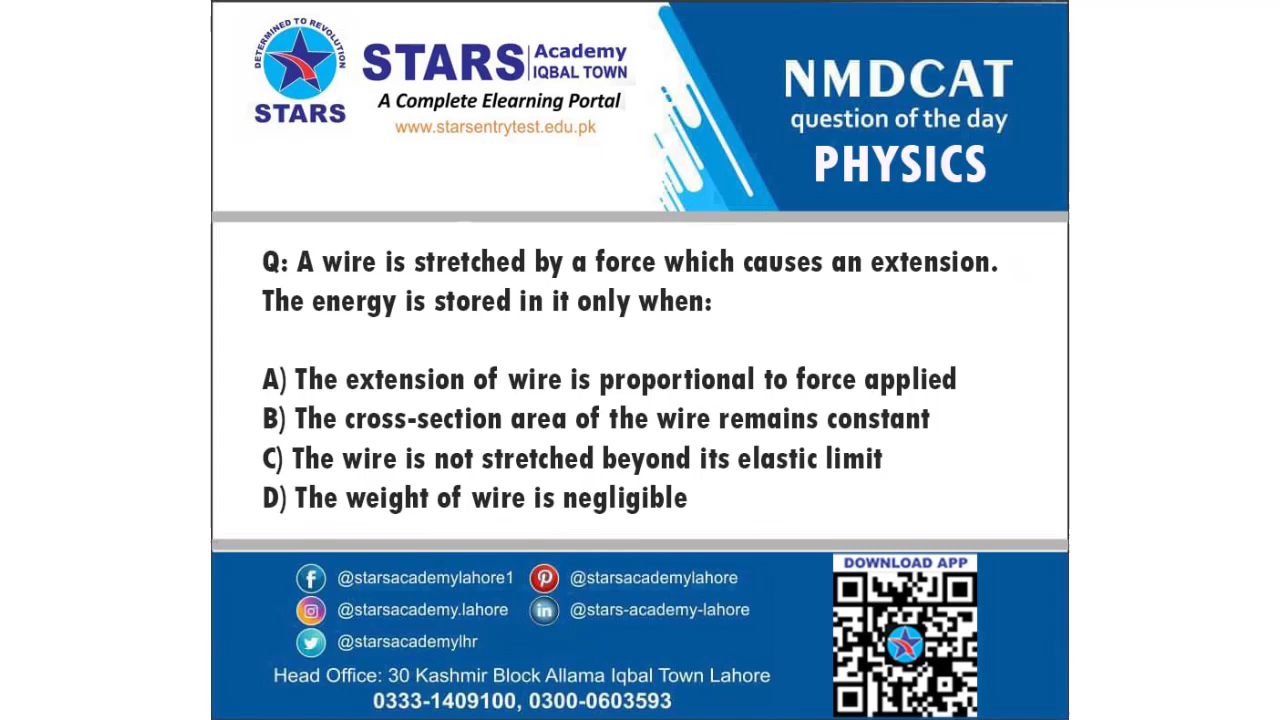 DETERMINED TO REVOLUTION
STARS
STARS Academy IQBAL TOWN
A Complete Elearning Portal
www.starsentrytest.edu.pk
NMDCAT
question of the day
PHYSICS
Q: A wire is stretched by a force which causes an extension.
The energy is stored in it only when:
A) The extension of wire is proportional to force applied
B) The cross-section area of the wire remains constant
C) The wire is not stretched beyond its elastic limit
D) The weight of wire is negligible
@starsacademylahore1
@starsacademylahore
@starsacademy.lahore
@stars-academy-lahore
@starsacademylhr
Head Office: 30 Kashmir Block Allama Iqbal Town Lahore
0333-1409100, 0300-0603593
DOWNLOAD APP